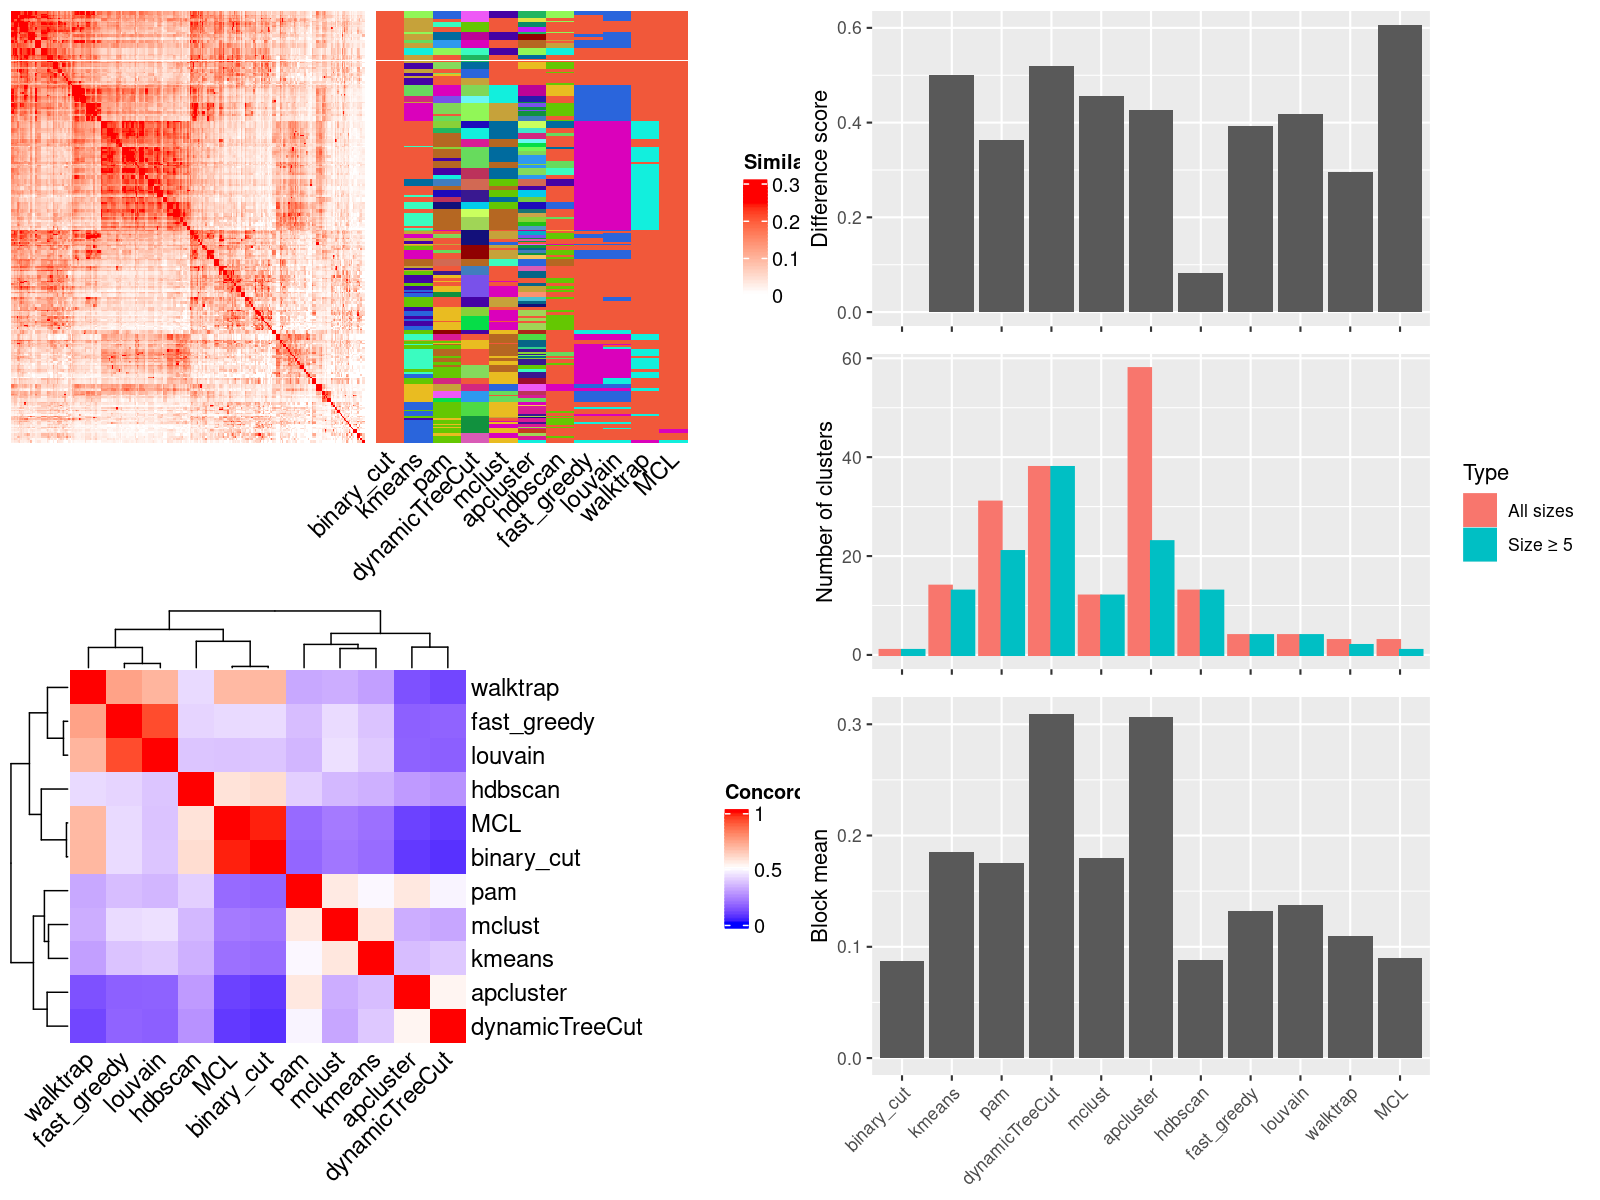 Simila
0.3
0.2
0.1
0
binary_cut
kmeans
pam
dynamicTreeCut
mclust
apcluster
hdbscan
fast_greedy
louvain
walktrap
MCL
walktrap
fast_greedy
louvain
hdbscan
MCL
binary_cut
pam
mclust
kmeans
apcluster
dynamicTreeCut
walktrap
fast_greedy
louvain
hdbscan
MCL
binary_cut
pam
mclust
kmeans
apcluster
dynamicTreeCut
Concord
1
0.5
0
Difference score
0.6
0.4
0.2
0.0
Number of clusters
60
40
20
0
Block mean
0.3
0.2
0.1
0.0
binary_cut
kmeans
pam
dynamicTreeCut
mclust
apcluster
hdbscan
fast_greedy
louvain
walktrap
MCL
Type
All sizes
Size ≥ 5